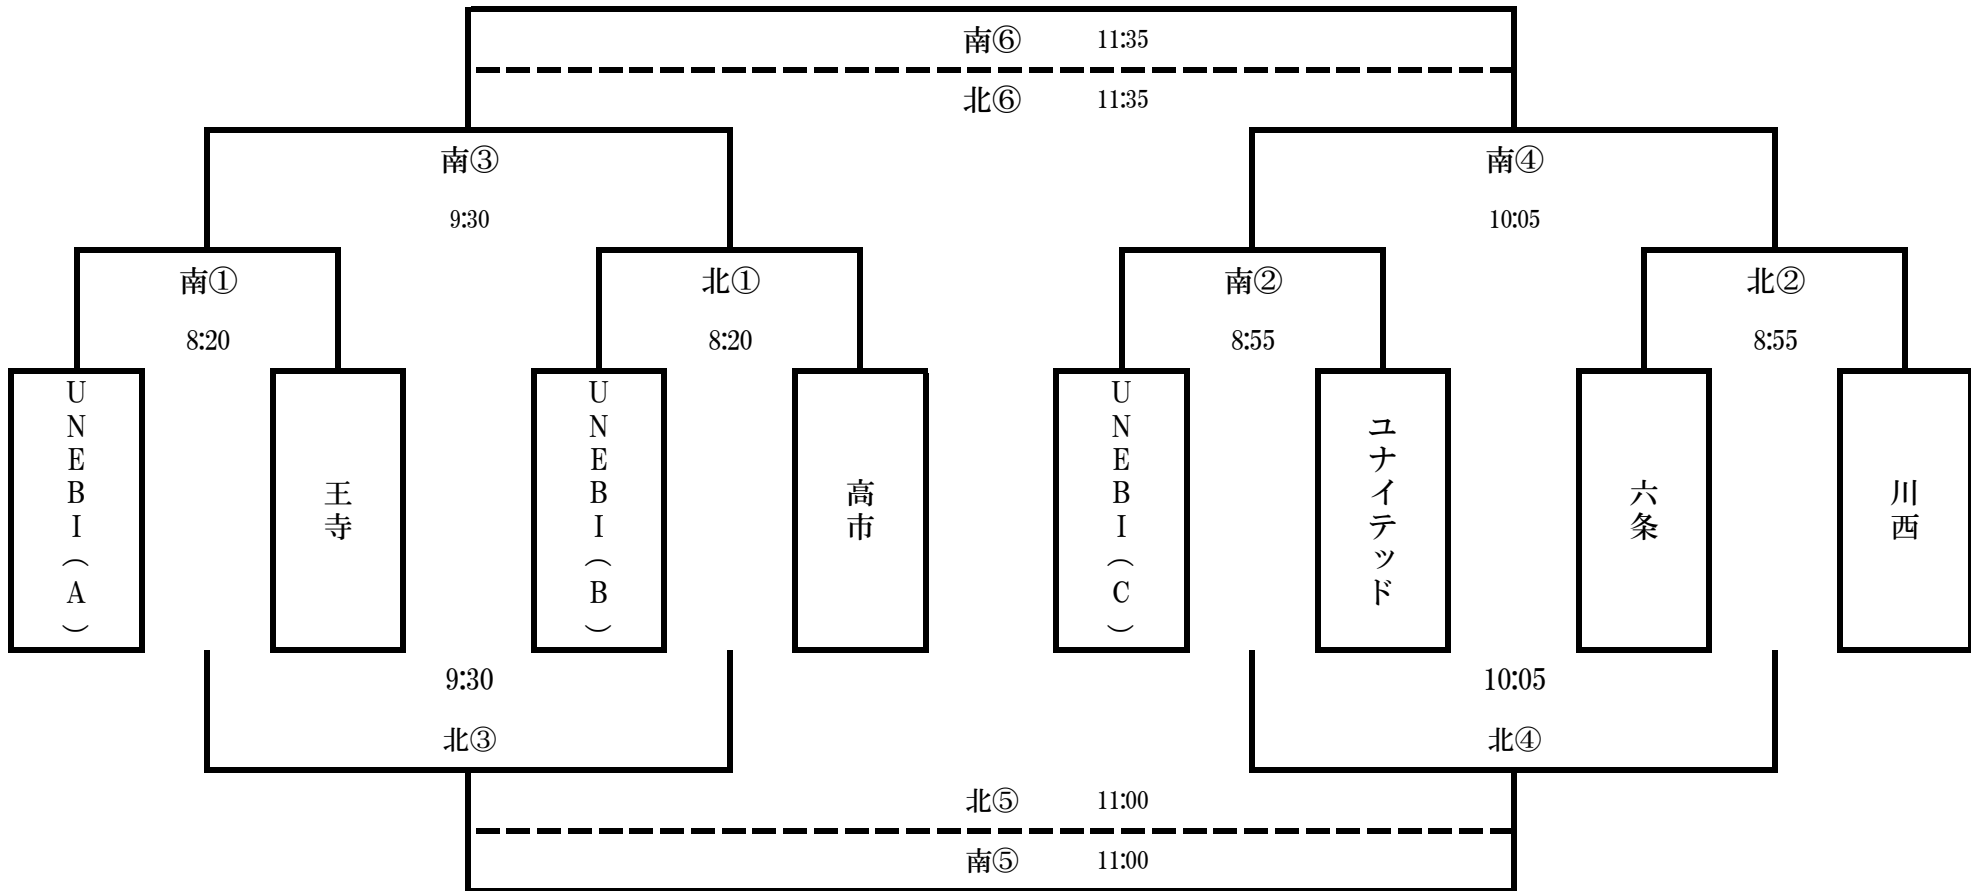 南⑥ 11:35
北⑥ 11:35
南③ 南④
9:30 10:05
南① 北① 南② 北②
8:20 8:20 8:55 8:55
UNEBI(A)
王寺
UNEBI(B)
高市
UNEBI(C)
ユナイテッド
六条
川西
9:30 10:05
北③ 北④
北⑤ 11:00
南⑤ 11:00